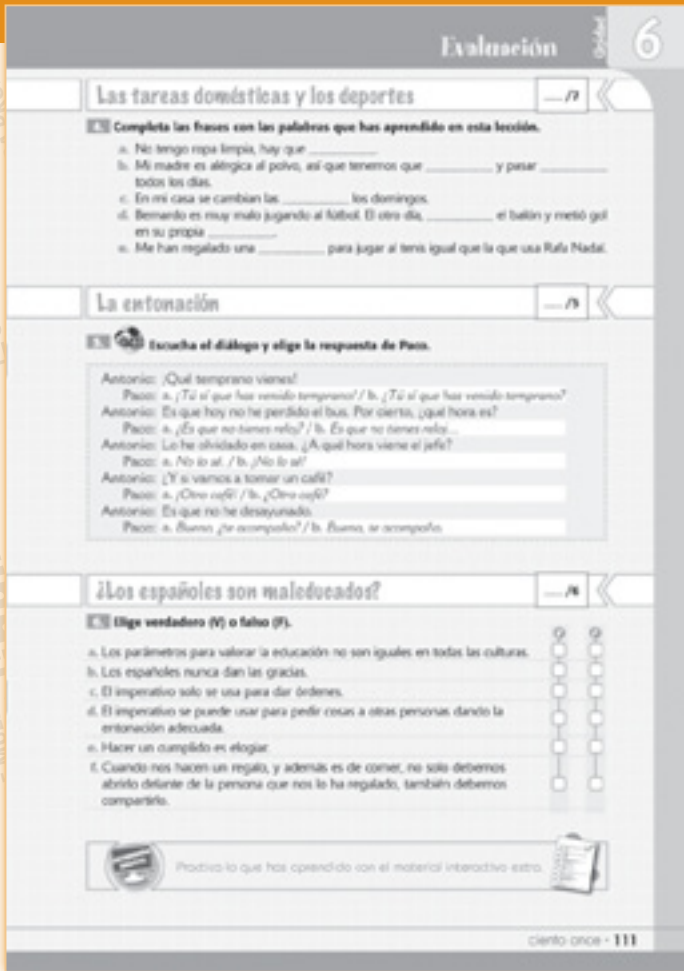 Evaluación
Unidad
6
Las tareas domésticas y los deportes
/7
4. Completa las frases con las palabras que has aprendido en esta lección.
a. No tengo ropa limpia, hay que __________.
b. Mi madre es alérgica al polvo, así que tenemos que __________ y pasar __________
todos los días.
c. En mi casa se cambian las __________ los domingos.
d. Bernardo es muy malo jugando al fútbol. El otro día, __________ el balón y metió gol
en su propia __________.
e. Me han regalado una __________ para jugar al tenis igual que la que usa Rafa Nadal.
La entonación
/5
5. Escucha el diálogo y elige la respuesta de Paco.
Antonio: ¡Qué temprano vienes!
Paco: a. ¡Tú sí que has venido temprano! / b. ¿Tú sí que has venido temprano?
Antonio: Es que hoy no he perdido el bus. Por cierto, ¿qué hora es?
Paco: a. ¿Es que no tienes reloj? / b. Es que no tienes reloj...
Antonio: Lo he olvidado en casa. ¿A qué hora viene el jefe?
Paco: a. No lo sé. / b. ¡No lo sé!
Antonio: ¿Y si vamos a tomar un café?
Paco: a. ¡Otro café! / b. ¿Otro café?
Antonio: Es que no he desayunado.
Paco: a. Bueno, ¿te acompaño? / b. Bueno, te acompaño.
¿Los españoles son maleducados?
/6
6. Elige verdadero (V) o falso (F).
a. Los parámetros para valorar la educación no son iguales en todas las culturas.
b. Los españoles nunca dan las gracias.
c. El imperativo solo se usa para dar órdenes.
d. El imperativo se puede usar para pedir cosas a otras personas dando la
entonación adecuada.
e. Hacer un cumplido es elogiar.
f. Cuando nos hacen un regalo, y además es de comer, no solo debemos
abrirlo delante de la persona que nos lo ha regalado, también debemos
compartirlo.
Practica lo que has aprendido con el material interactivo extra.
ciento once • 111